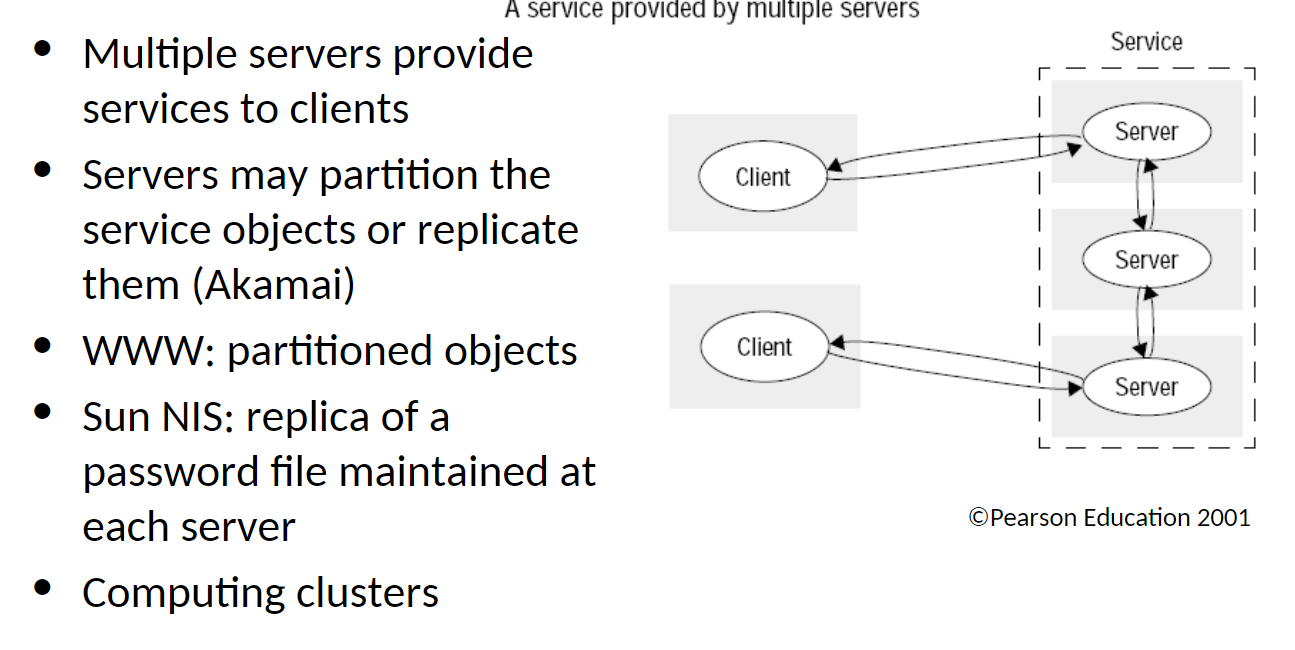 A service provided by multiple servers
• Multiple servers provide
services to clients
• Servers may partition the
service objects or replicate
them (Akamai)
• WWW: partitioned objects
• Sun NIS: replica of a
password file maintained at
each server
• Computing clusters
Service
Client
Server
Server
Client
Server
©Pearson Education 2001